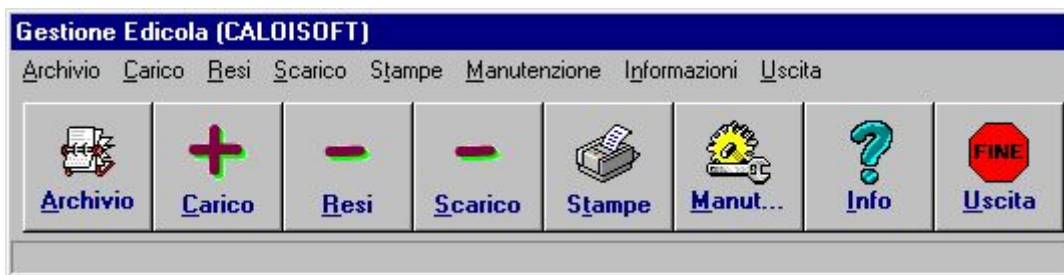 Gestione Edicola (CALOISOFT)
Archivio Carico Resi Scarico Stampe Manutenzione Informazioni Uscita
FINE
Archivio Carico Resi Scarico Stampe Manut... Info Uscita